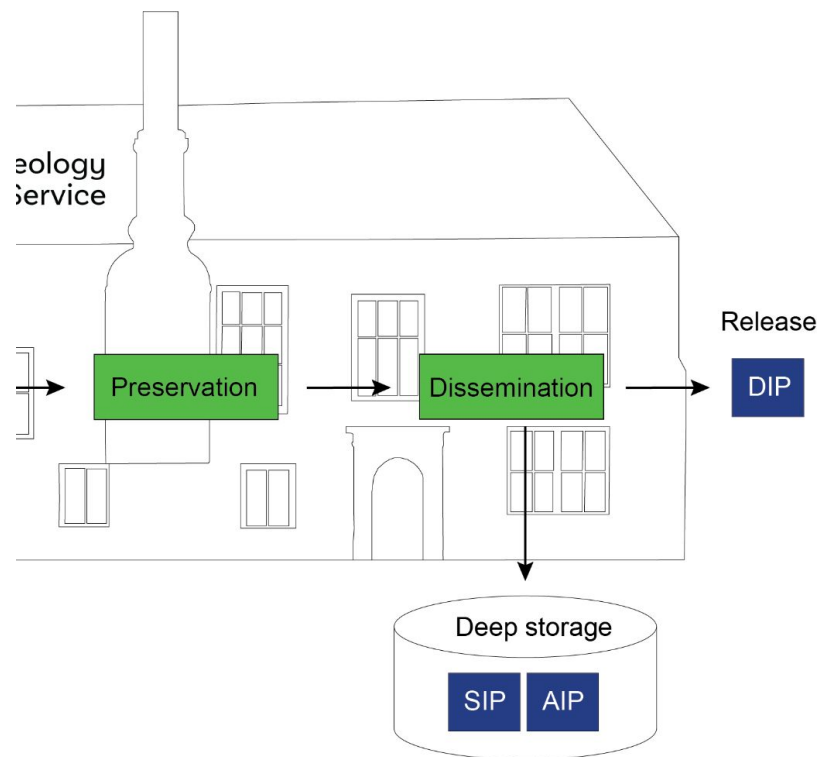 eology
Service
Release
Preservation
Dissemination
DIP
Deep storage
SIP
AIP